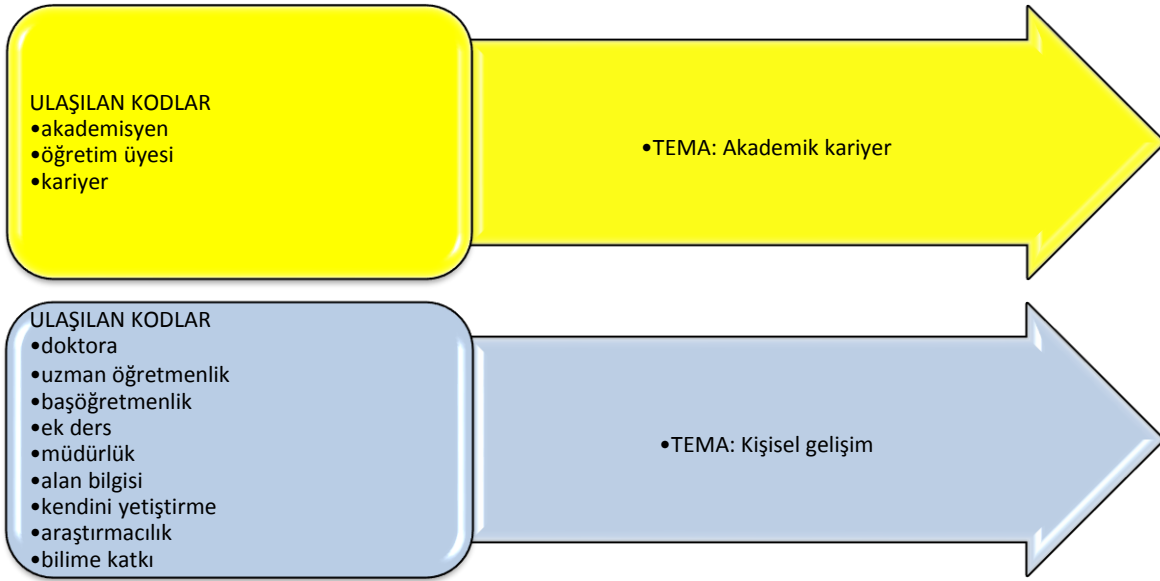 ULAŞILAN KODLAR
•akademisyen
•öğretim üyesi
•kariyer
•TEMA: Akademik kariyer
ULAŞILAN KODLAR
•doktora
•uzman öğretmenlik
•başöğretmenlik
•ek ders
•müdürlük
•alan bilgisi
•kendini yetiştirme
•araştırmacılık
•bilime katkı
•TEMA: Kişisel gelişim